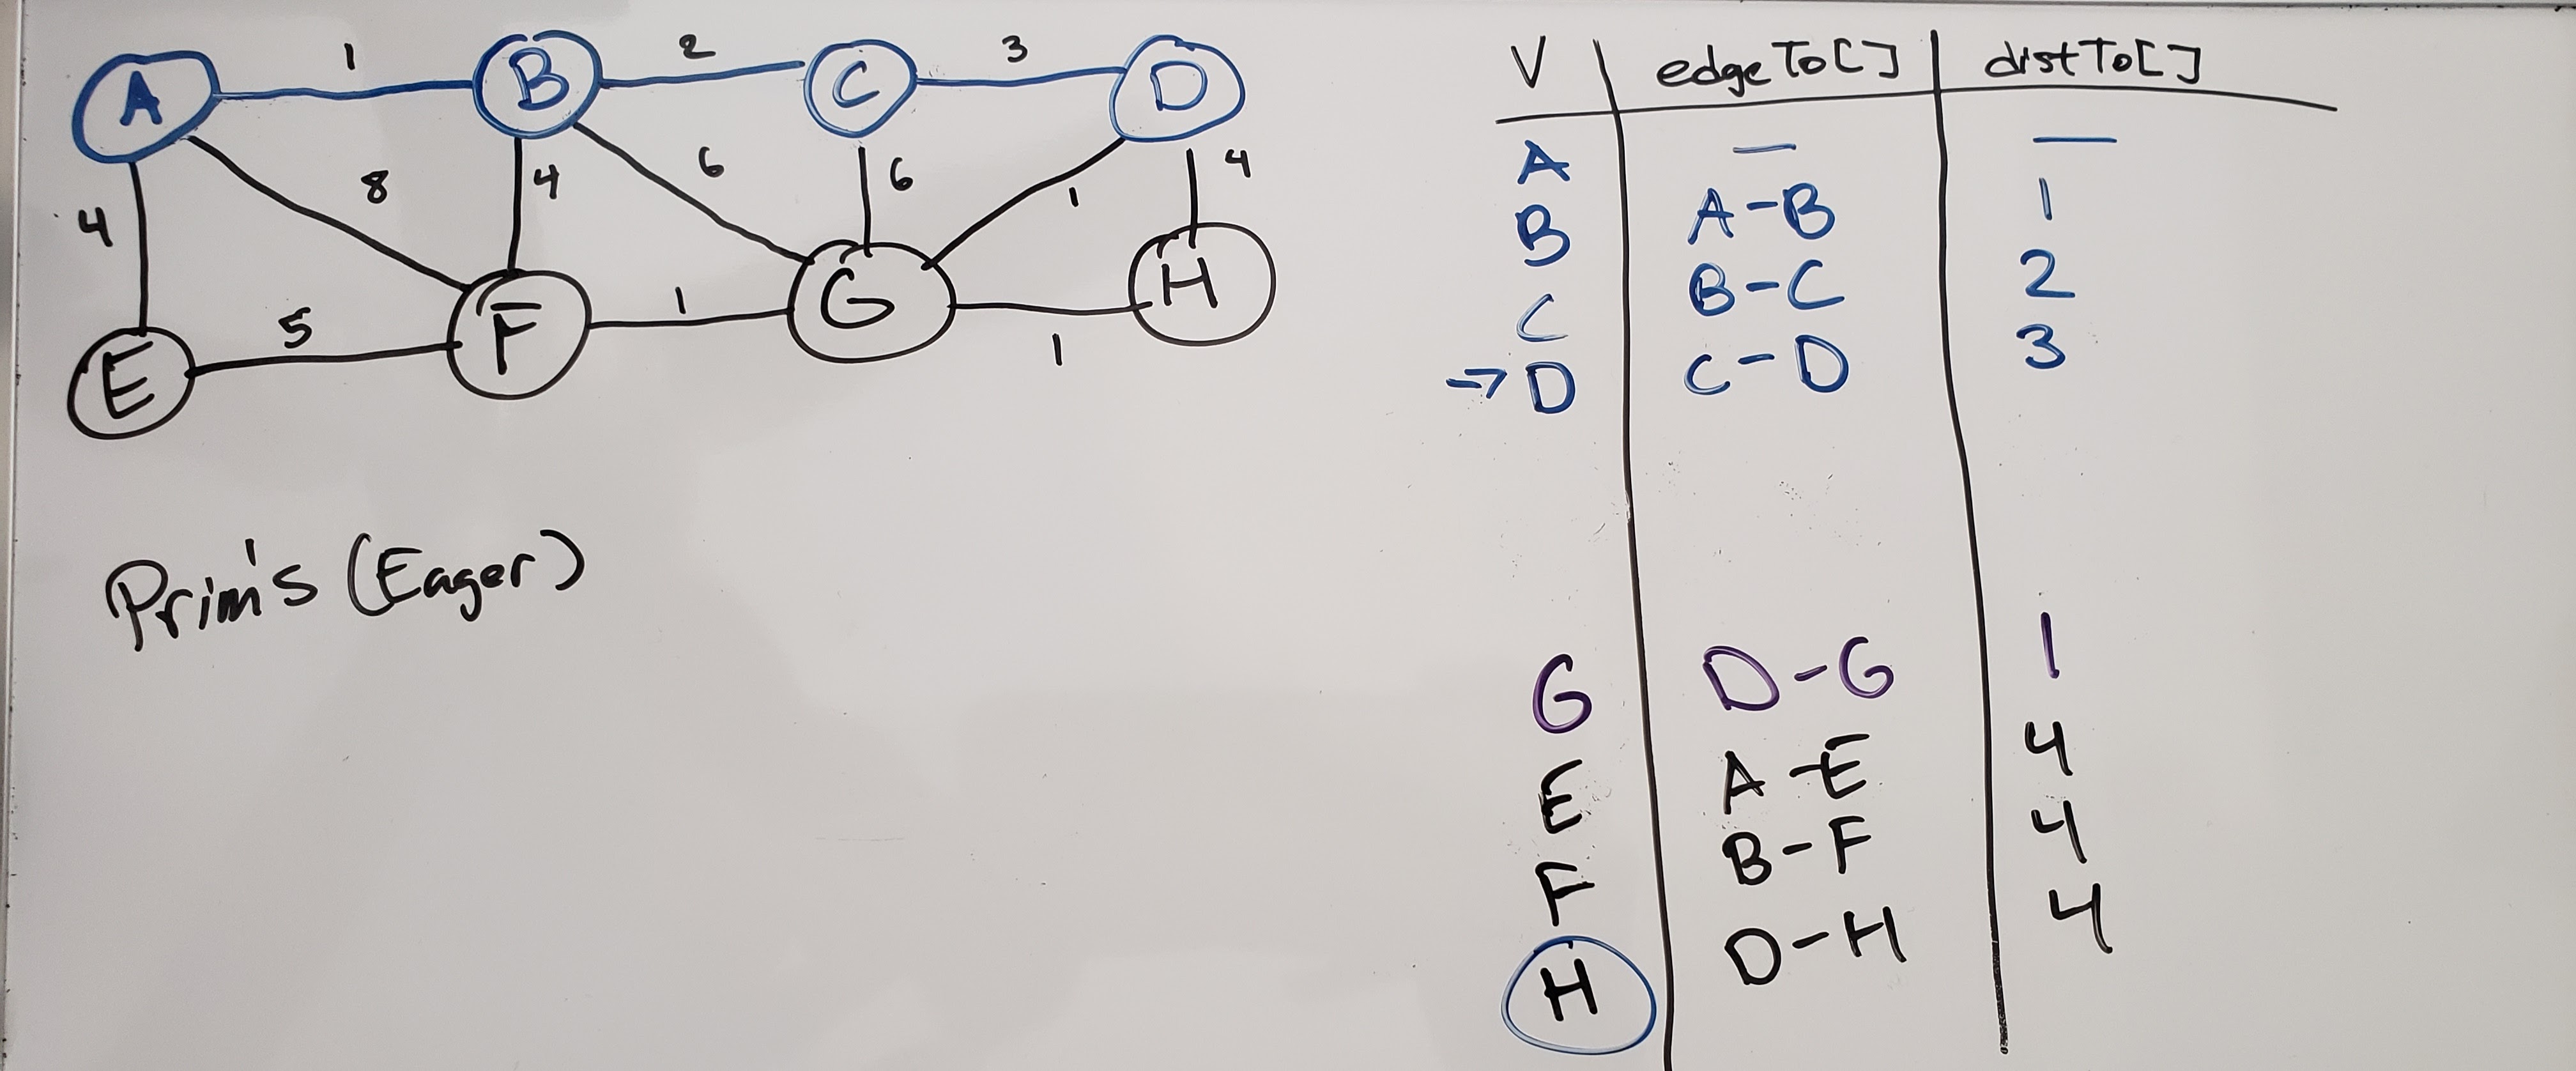 1 2 3
A B C D
8 4 6 6 1 4
4
E 5 F 1 G 1 H
Prim's (Eager)
V edgeTo[] distTo[]
A — —
B A-B 1
C B-C 2
→ D C-D 3
G D-G 1
E A-E 4
F B-F 4
H D-H 4